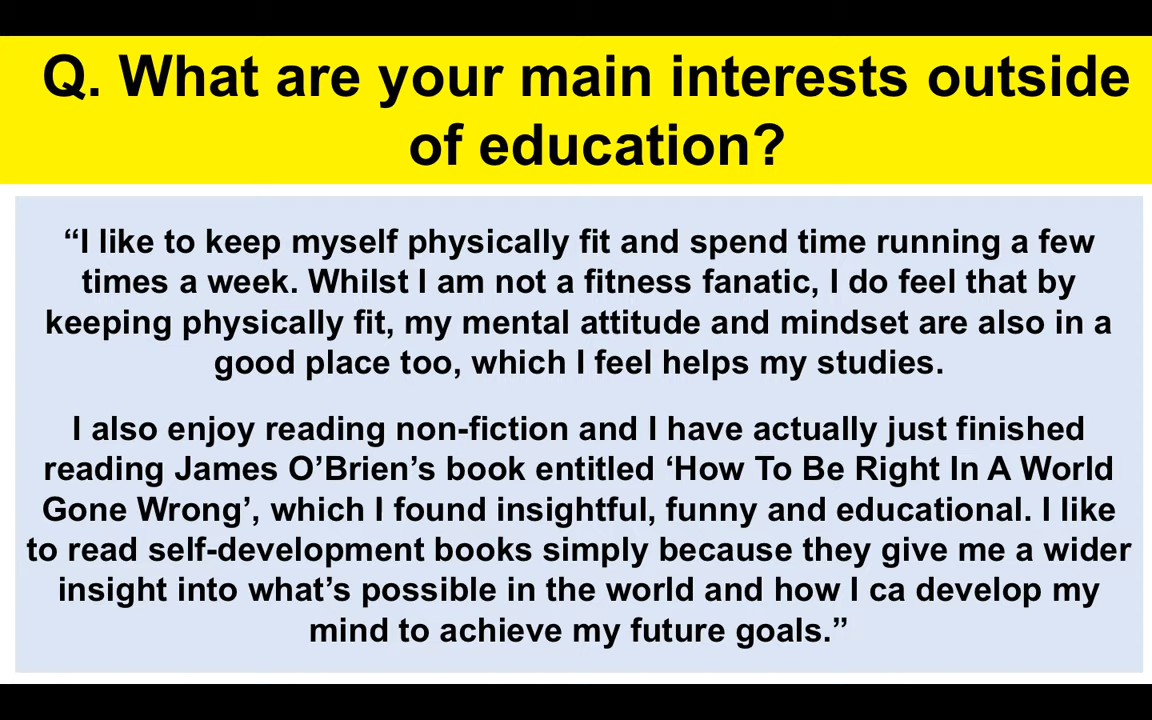 Q. What are your main interests outside
of education?
“I like to keep myself physically fit and spend time running a few
times a week. Whilst I am not a fitness fanatic, I do feel that by
keeping physically fit, my mental attitude and mindset are also in a
good place too, which I feel helps my studies.
I also enjoy reading non-fiction and I have actually just finished
reading James O’Brien’s book entitled ‘How To Be Right In A World
Gone Wrong’, which I found insightful, funny and educational. I like
to read self-development books simply because they give me a wider
insight into what’s possible in the world and how I ca develop my
mind to achieve my future goals.”